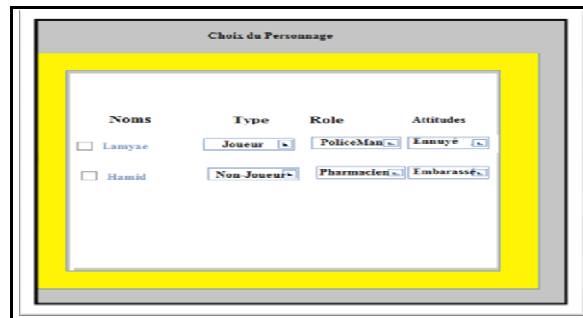 Choix du Personnage
Noms Type Role Attitudes
Lamyae Joueur PoliceMan Ennuyé
Hamid Non-Joueur Pharmacien Embarassé